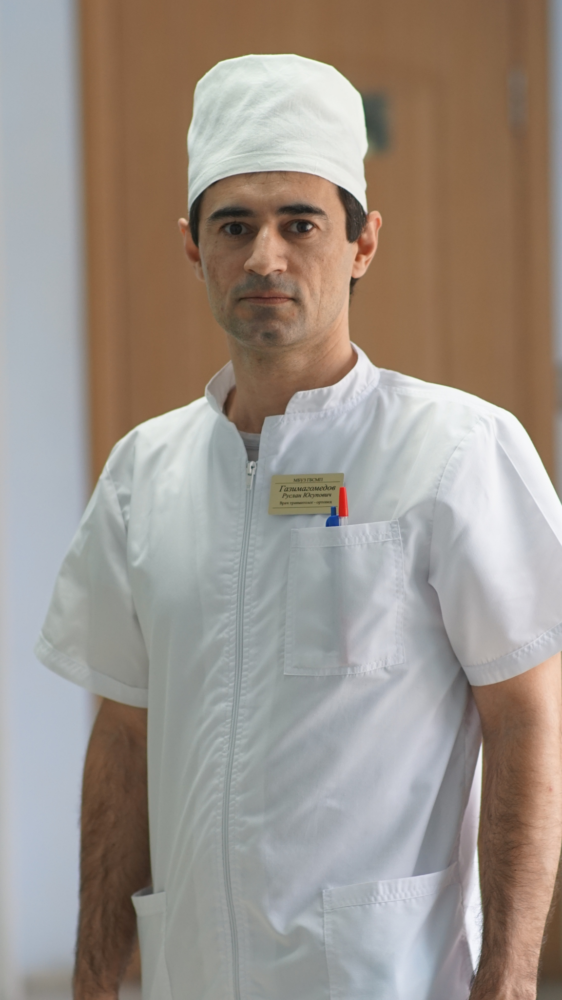 МБУЗ ГБСМП
Газимагомедов
Руслан Юсупович
Врач травматолог - ортопед